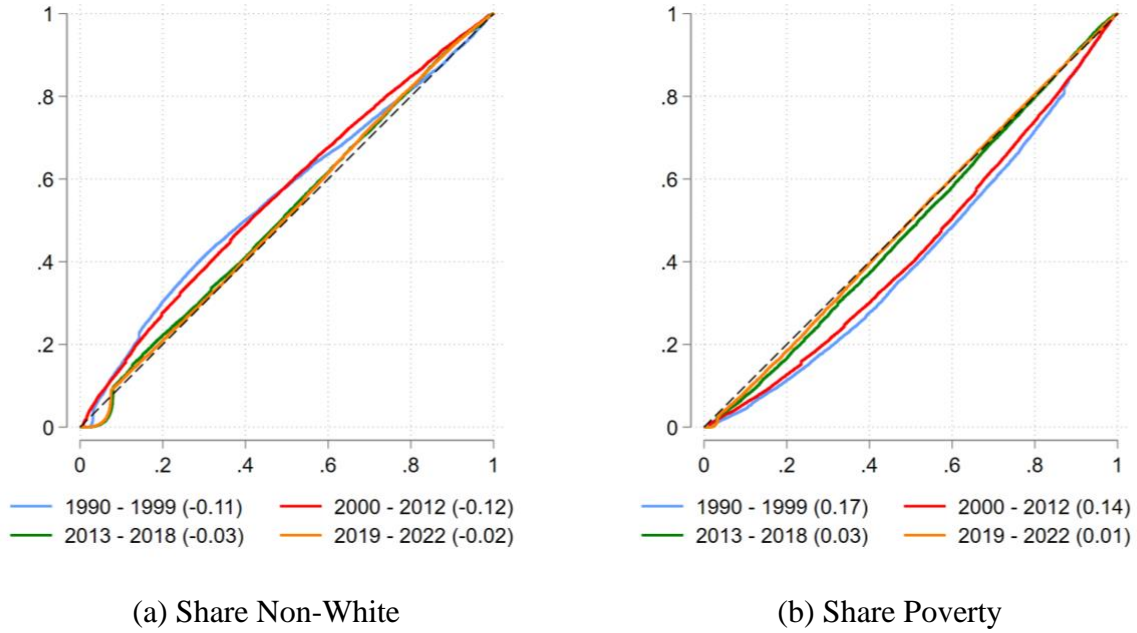 1
.8
.6
.4
.2
0
0 .2 .4 .6 .8 1
1990 - 1999 (-0.11) 2000 - 2012 (-0.12)
2013 - 2018 (-0.03) 2019 - 2022 (-0.02)
(a) Share Non-White
1
.8
.6
.4
.2
0
0 .2 .4 .6 .8 1
1990 - 1999 (0.17) 2000 - 2012 (0.14)
2013 - 2018 (0.03) 2019 - 2022 (0.01)
(b) Share Poverty